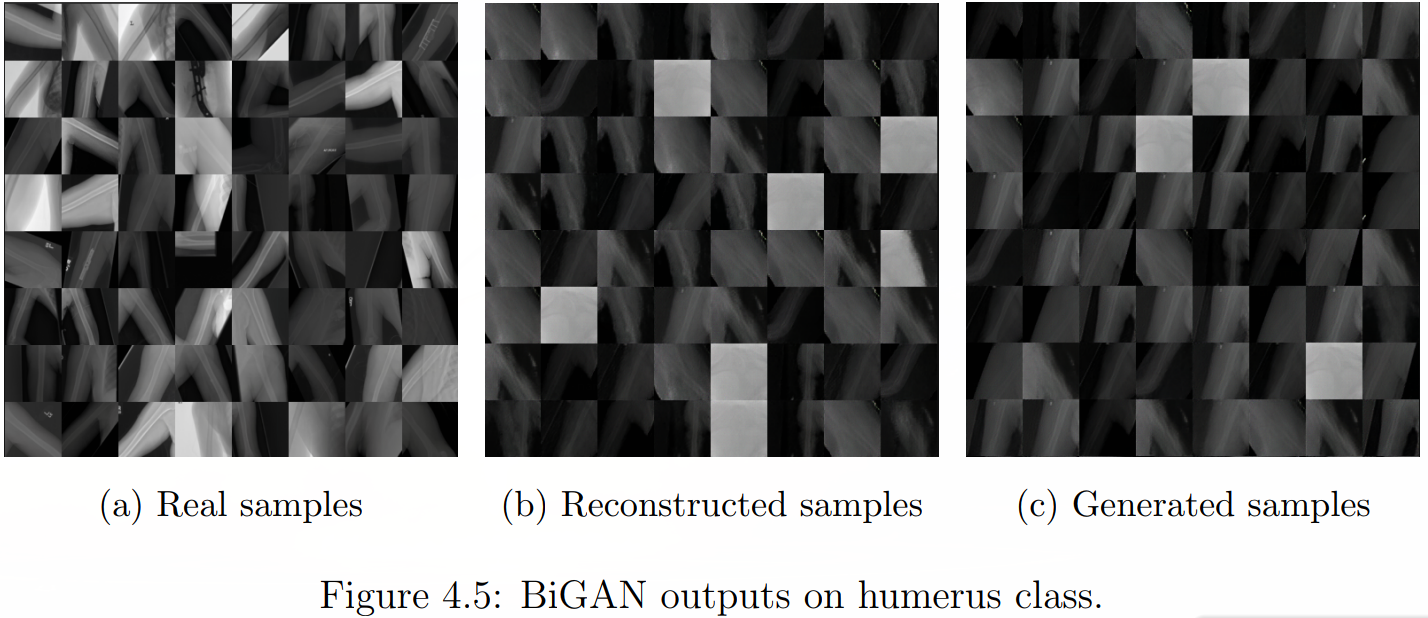 (a) Real samples
(b) Reconstructed samples
(c) Generated samples
Figure 4.5: BiGAN outputs on humerus class.